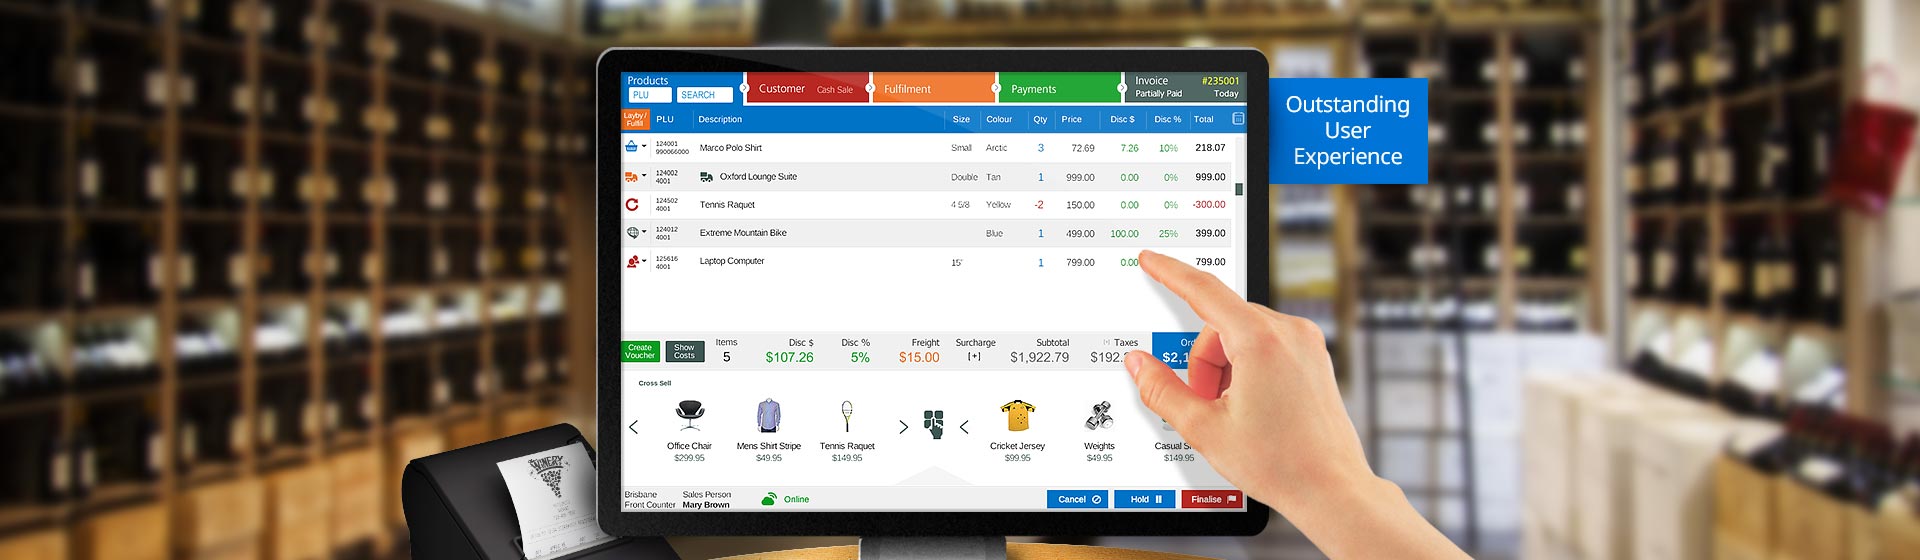 Products
PLU SEARCH
Customer Cash Sale
Fulfilment
Payments
Invoice #235001
Partially Paid Today
Layby / Fulfill PLU Description Size Colour Qty Price Disc $ Disc % Total
124001
990066000
Marco Polo Shirt Small Arctic 3 72.69 7.26 10% 218.07
124002
4001
Oxford Lounge Suite Double Tan 1 999.00 0.00 0% 999.00
124502
4001
Tennis Raquet 4 5/8 Yellow -2 150.00 0.00 0% -300.00
124012
4001
Extreme Mountain Bike Blue 1 499.00 100.00 25% 399.00
125616
4001
Laptop Computer 15' 1 799.00 0.00 799.00
Create Voucher
Show Costs
Items Disc $ Disc % Freight Surcharge Subtotal Taxes
5 $107.26 5% $15.00 [+] $1,922.79 $192.
Cross Sell
Office Chair Mens Shirt Stripe Tennis Raquet Cricket Jersey Weights Casual
$299.95 $49.95 $149.95 $99.95 $49.95 $149.95
Brisbane Sales Person
Front Counter Mary Brown
Online
Cancel Hold Finalise
Outstanding
User
Experience
WINERY